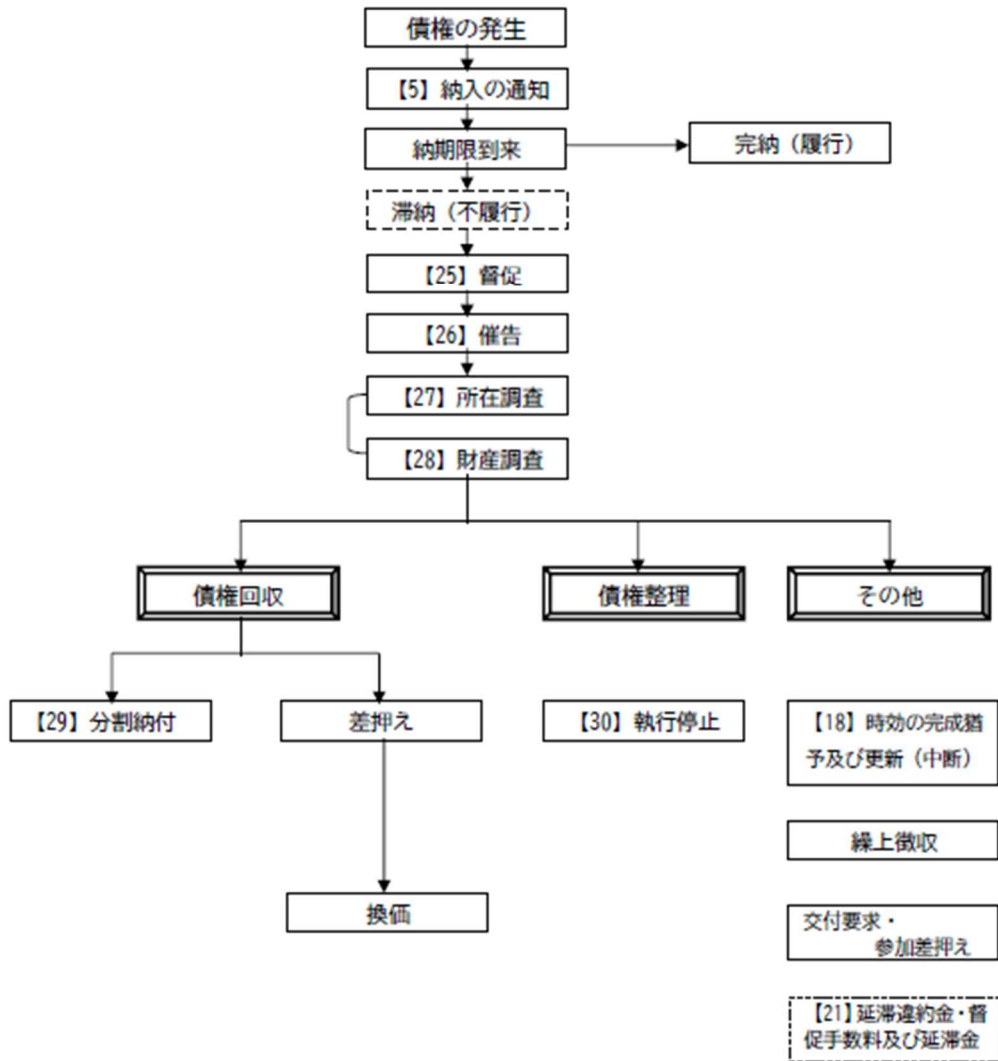 債権の発生
【5】納入の通知
納期限到来
完納（履行）
滞納（不履行）
【25】督促
【26】催告
【27】所在調査
【28】財産調査
債権回収
債権整理
その他
【29】分割納付
差押え
【30】執行停止
【18】時効の完成猶
予及び更新（中断）
繰上徴収
換価
交付要求・
参加差押え
【21】延滞違約金・督
促手数料及び延滞金